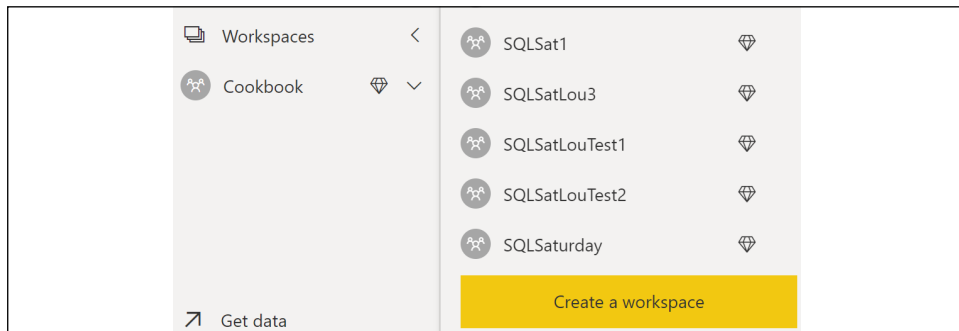 Workspaces
Cookbook
Get data
SQLSat1
SQLSatLou3
SQLSatLouTest1
SQLSatLouTest2
SQLSaturday
Create a workspace